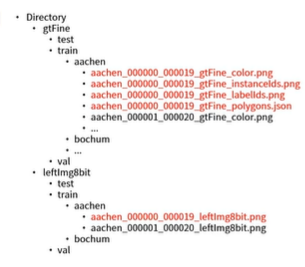 • Directory
• gtFine
• test
• train
• aachen
• aachen_000000_000019_gtFine_color.png
• aachen_000000_000019_gtFine_instanceIds.png
• aachen_000000_000019_gtFine_labelIds.png
• aachen_000000_000019_gtFine_polygons.json
• aachen_000001_000020_gtFine_color.png
• ...
• bochum
• ...
• val
• leftImg8bit
• test
• train
• aachen
• aachen_000000_000019_leftImg8bit.png
• aachen_000001_000020_leftImg8bit.png
• bochum
• val